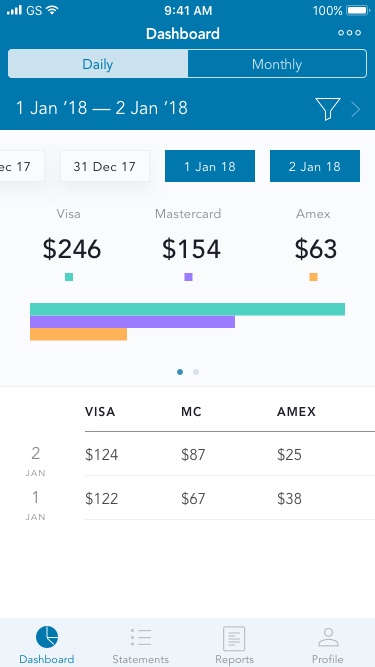 GS 9:41 AM 100%
Dashboard
Daily Monthly
1 Jan ‘18 — 2 Jan ‘18
ec 17 31 Dec 17 1 Jan 18 2 Jan 18
Visa Mastercard Amex
$246 $154 $63
VISA MC AMEX
2 JAN $124 $87 $25
1 JAN $122 $67 $38
Dashboard Statements Reports Profile